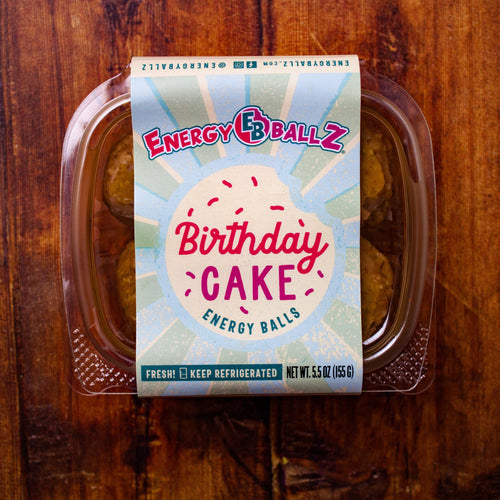 @ENERGYBALLZ ENERGYBALLZ.COM
ENERGY EB BALLZ
Birthday
CAKE
ENERGY BALLS
FRESH! KEEP REFRIGERATED NET WT. 5.5 OZ (155 G)